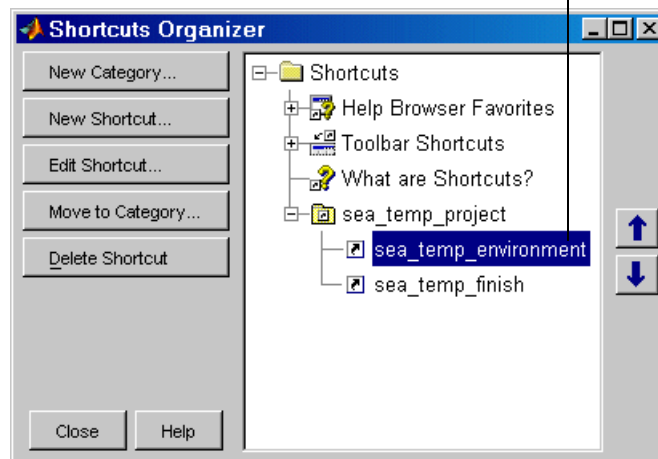 Shortcuts Organizer
New Category...
New Shortcut...
Edit Shortcut...
Move to Category...
Delete Shortcut
Close
Help
Shortcuts
Help Browser Favorites
Toolbar Shortcuts
What are Shortcuts?
sea_temp_project
sea_temp_environment
sea_temp_finish